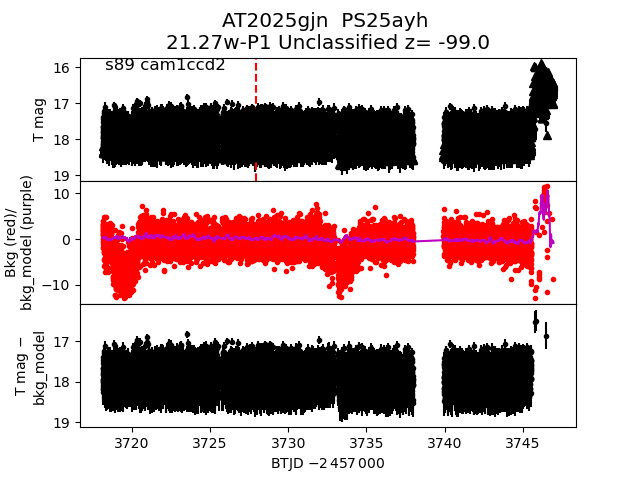 AT2025gjn PS25ayh
21.27w-P1 Unclassified z= -99.0
s89 cam1ccd2
T mag
16
17
18
19
Bkg (red)/
bkg_model (purple)
10
0
−10
T mag −
bkg_model
17
18
19
3720 3725 3730 3735 3740 3745
BTJD −2 457 000